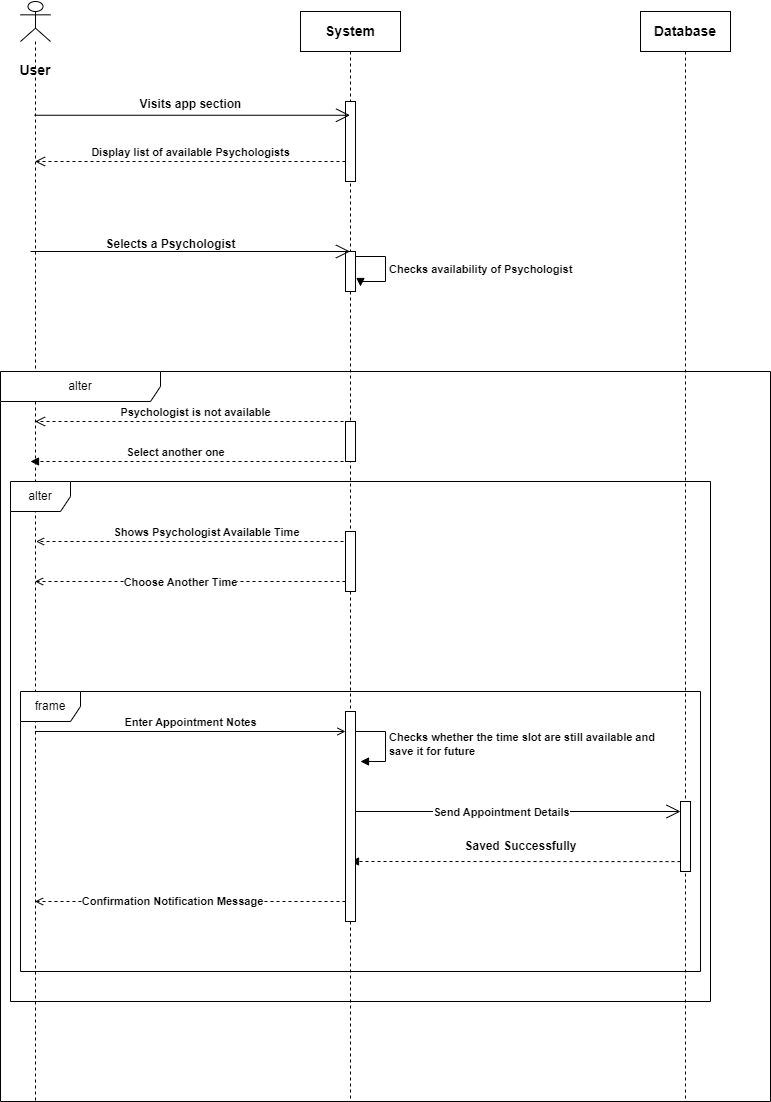 System
Database
User
Visits app section
Display list of available Psychologists
Selects a Psychologist
Checks availability of Psychologist
alter
Psychologist is not available
Select another one
alter
Shows Psychologist Available Time
Choose Another Time
frame
Enter Appointment Notes
Checks whether the time slot are still available and
save it for future
Send Appointment Details
Saved Successfully
Confirmation Notification Message